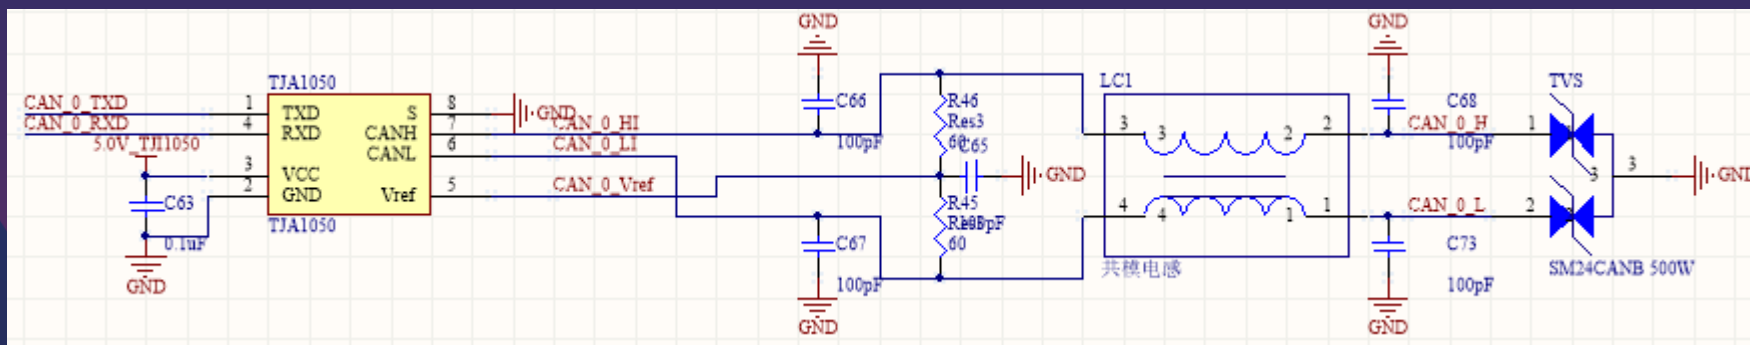 GND
GND
TJA1050
LC1
TVS
CAN_0_TXD
1
TXD
S
8
GND
C66
R46
C68
CAN_0_RXD
4
RXD
CANH
7
CAN_0_HI
Res3
3
3
2
2
CAN_0_H
1
5.0V_TJI1050
CANL
6
CAN_0_LI
100pF
60
C65
100pF
3
VCC
GND
3
3
GND
2
GND
Vref
5
CAN_0_Vref
C63
R45
4
4
1
1
CAN_0_L
2
TJA1050
0.1uF
C67
60
C73
共模电感
SM24CANB 500W
GND
100pF
100pF
GND
GND